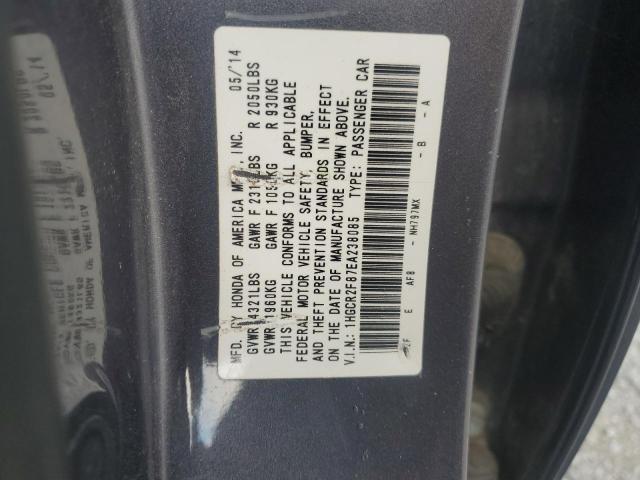 MFD. BY HONDA OF AMERICA MFG., INC. 05/14
GVWR 4321LBS GAWR F LBS R 2050LBS
GVWR 1960KG GAWR F KG R 930KG
THIS VEHICLE CONFORMS TO ALL APPLICABLE
FEDERAL MOTOR VEHICLE SAFETY, BUMPER,
AND THEFT PREVENTION STANDARDS IN EFFECT
ON THE DATE OF MANUFACTURE SHOWN ABOVE.
V.I.N.: 1HGCR2F87EA238085 TYPE: PASSENGER CAR
E AF8 - NH797MX - B - A